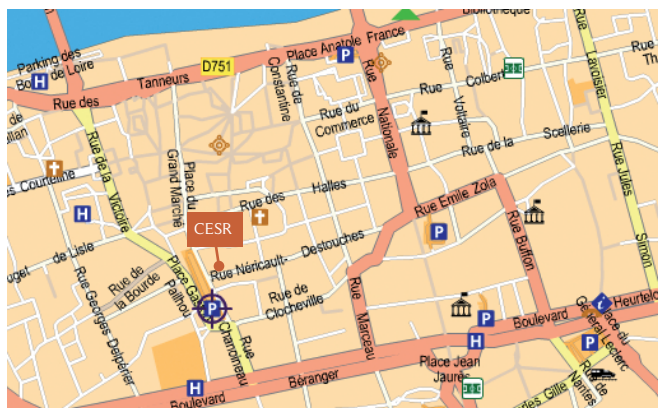 Bibliothèque
Place Anatole France
Parking des
Bords de Loire
H
P
D751
Tanneurs
Rue des
Rue de
Constantine
Rue
Colbert
Rue
Nationale
Rue du
Commerce
Rue
Voltaire
Rue de la
Scellerie
Lavoisier
Rue
Rue Jules
Simon
Courteline
Rue de la
Victoire
Place du
Grand Marché
Rue des
Halles
Rue Emile Zola
CESR
H
P
Rue Buffon
de Lisle
Rue Néricault-
Destouches
Rue de
la Bourde
Rue Georges Delpérier
Place Gaston
Pailhou
P
Rue
Chanoineau
Rue de
Clocheville
Rue
Marceau
P
i
Heurteloup
Boulevard
H
P
Place du
Général Leclerc
Place Jean
Jaurès
Béranger
H
Boulevard
Charles Gille
Rue de
Nantes